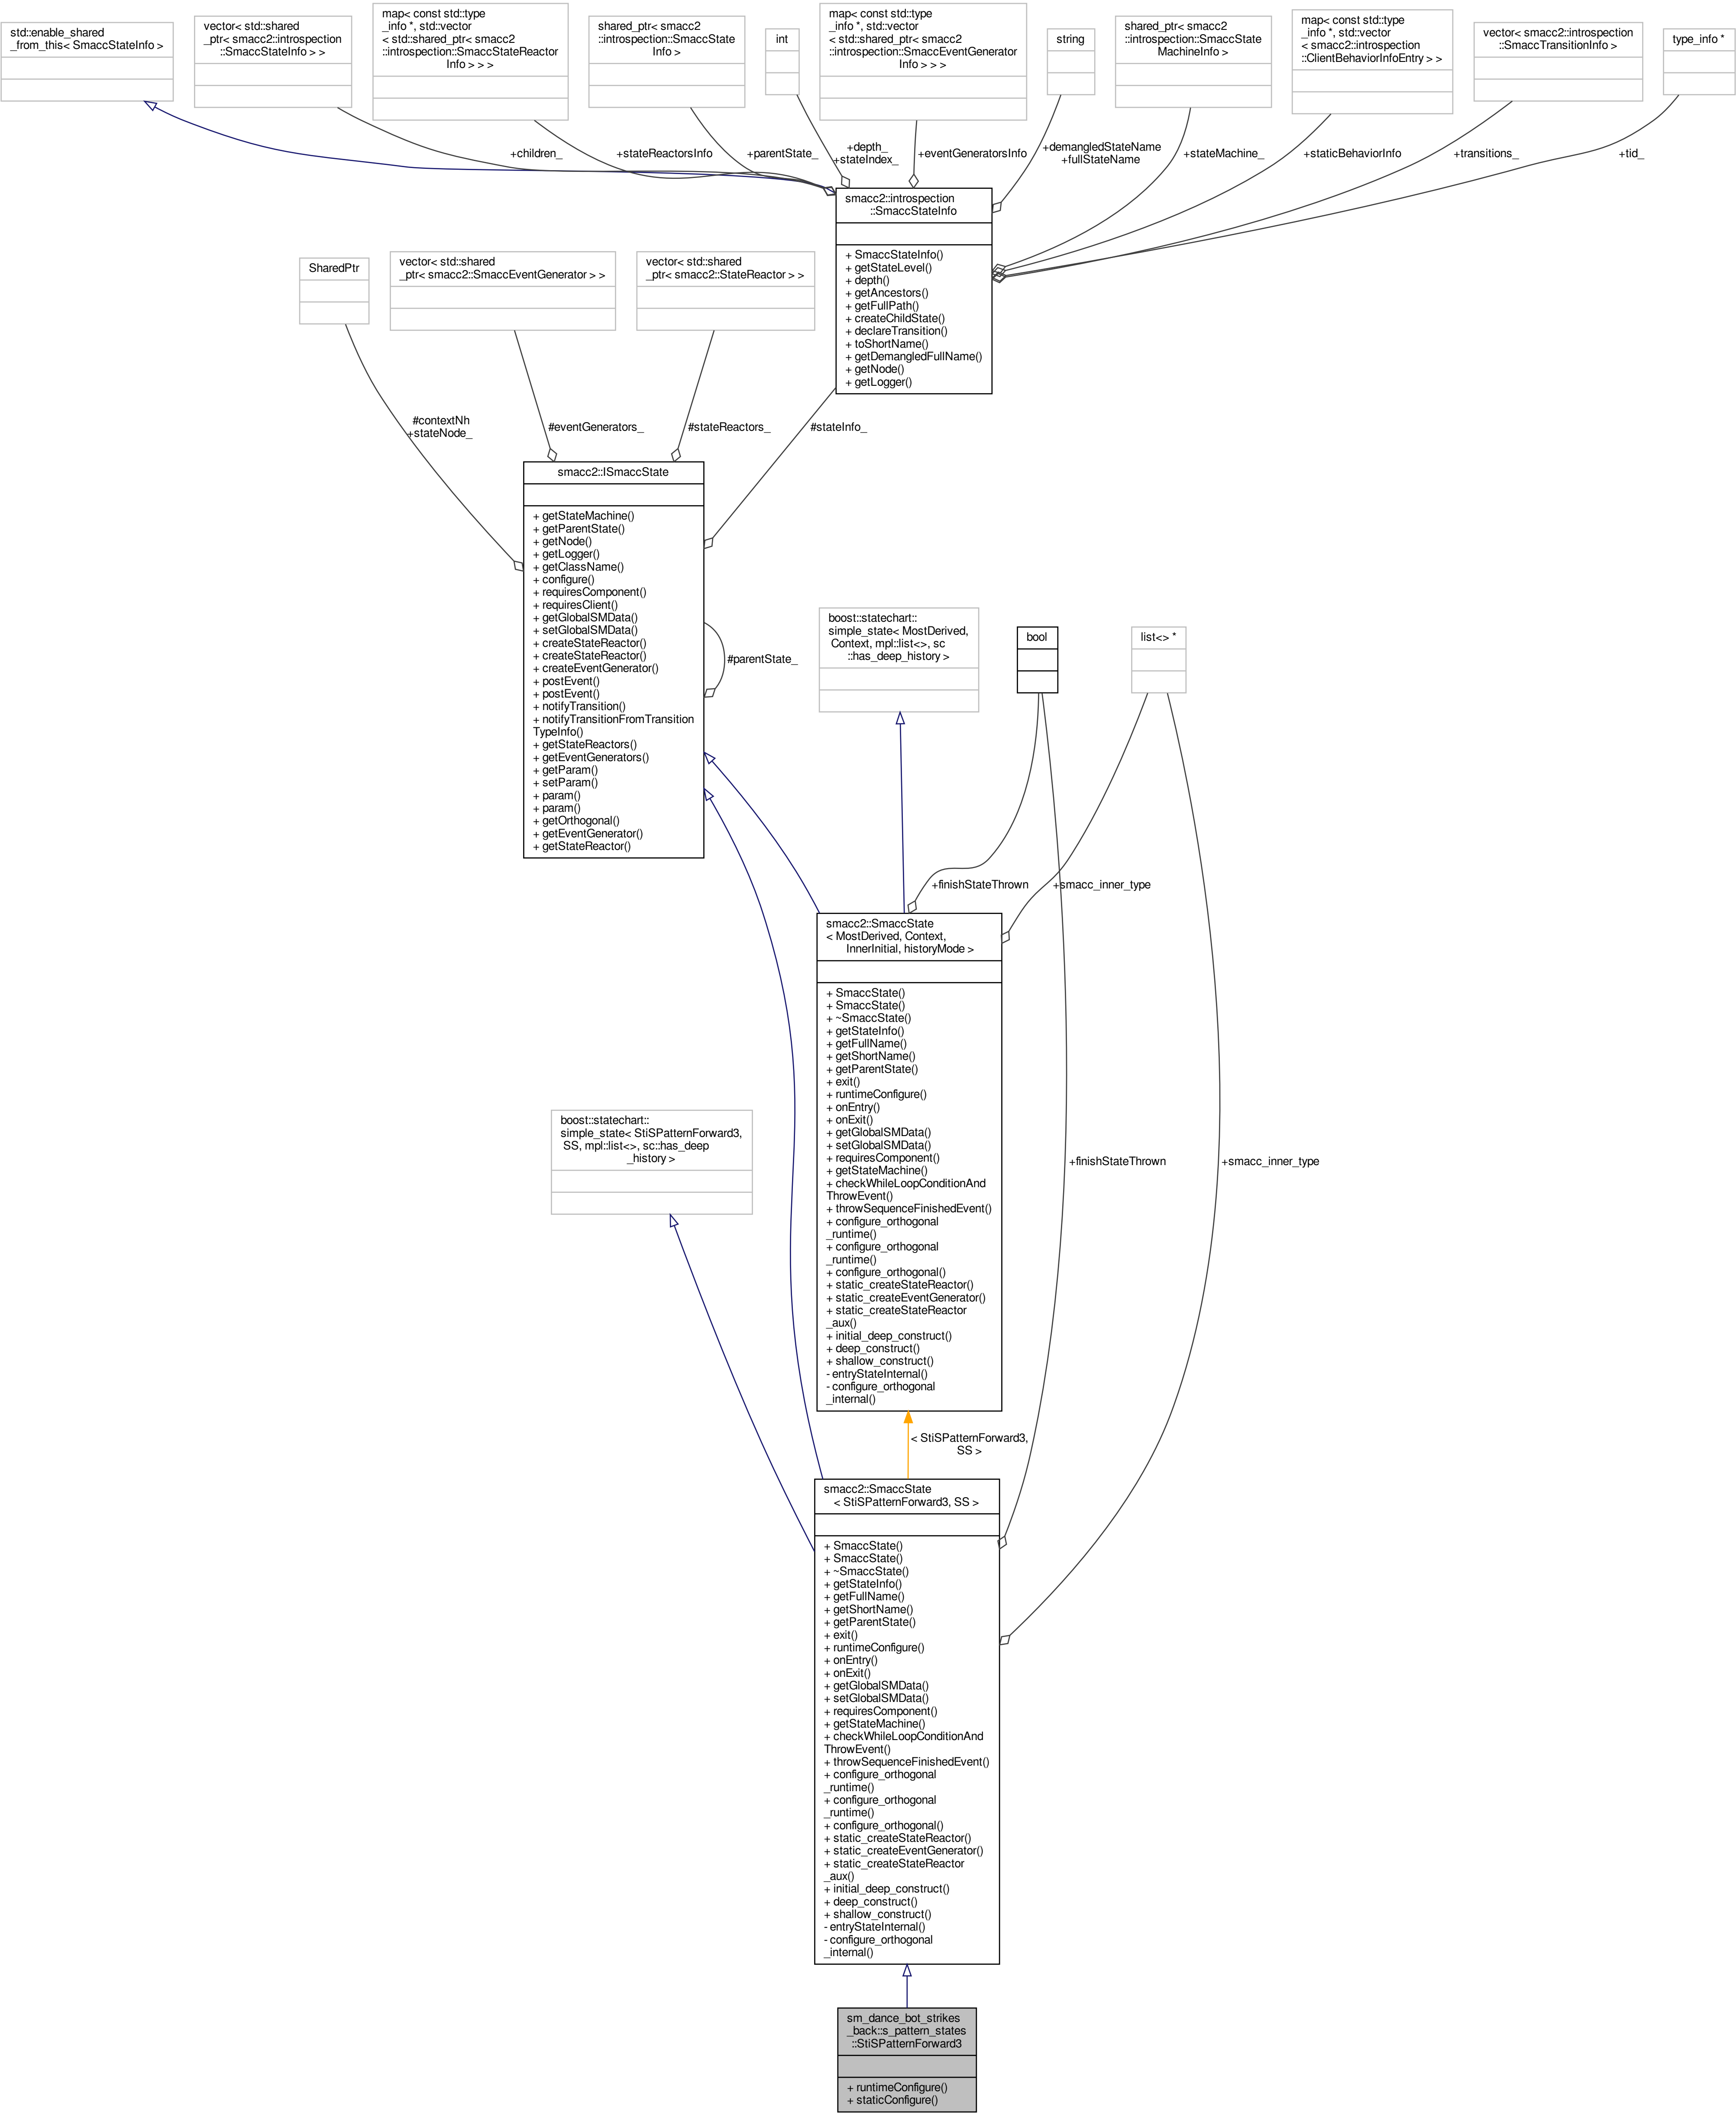 std::enable_shared
_from_this< SmaccStateInfo >
vector< std::shared
_ptr< smacc2::introspection
::SmaccStateInfo > >
map< const std::type
_info *, std::vector
< std::shared_ptr< smacc2
::introspection::SmaccStateReactor
Info > > >
shared_ptr< smacc2
::introspection::SmaccState
Info >
int
map< const std::type
_info *, std::vector
< std::shared_ptr< smacc2
::introspection::SmaccEventGenerator
Info > > >
string
shared_ptr< smacc2
::introspection::SmaccState
MachineInfo >
map< const std::type
_info *, std::vector
< smacc2::introspection
::ClientBehaviorInfoEntry > >
vector< smacc2::introspection
::SmaccTransitionInfo >
type_info *
+children_
+stateReactorsInfo
+parentState_
+depth_
+stateIndex_
+eventGeneratorsInfo
+demangledStateName
+fullStateName
+stateMachine_
+staticBehaviorInfo
+transitions_
+tid_
smacc2::introspection
::SmaccStateInfo
+ SmaccStateInfo()
+ getStateLevel()
+ depth()
+ getAncestors()
+ getFullPath()
+ createChildState()
+ declareTransition()
+ toShortName()
+ getDemangledFullName()
+ getNode()
+ getLogger()
SharedPtr
vector< std::shared
_ptr< smacc2::SmaccEventGenerator > >
vector< std::shared
_ptr< smacc2::StateReactor > >
#contextNh
+stateNode_
#eventGenerators_
#stateReactors_
#stateInfo_
smacc2::ISmaccState
+ getStateMachine()
+ getParentState()
+ getNode()
+ getLogger()
+ getClassName()
+ configure()
+ requiresComponent()
+ requiresClient()
+ getGlobalSMData()
+ setGlobalSMData()
+ createStateReactor()
+ createStateReactor()
+ createEventGenerator()
+ postEvent()
+ postEvent()
+ notifyTransition()
+ notifyTransitionFromTransition
TypeInfo()
+ getStateReactors()
+ getEventGenerators()
+ getParam()
+ setParam()
+ param()
+ param()
+ getOrthogonal()
+ getEventGenerator()
+ getStateReactor()
#parentState_
boost::statechart::
simple_state< MostDerived,
Context, mpl::list<>, sc
::has_deep_history >
bool
list<> *
+finishStateThrown
+smacc_inner_type
smacc2::SmaccState
< MostDerived, Context,
InnerInitial, historyMode >
+ SmaccState()
+ SmaccState()
+ ~SmaccState()
+ getStateInfo()
+ getFullName()
+ getShortName()
+ getParentState()
+ exit()
+ runtimeConfigure()
+ onEntry()
+ onExit()
+ getGlobalSMData()
+ setGlobalSMData()
+ requiresComponent()
+ getStateMachine()
+ checkWhileLoopConditionAnd
ThrowEvent()
+ throwSequenceFinishedEvent()
+ configure_orthogonal
_runtime()
+ configure_orthogonal
_runtime()
+ configure_orthogonal()
+ static_createStateReactor()
+ static_createEventGenerator()
+ static_createStateReactor
_aux()
+ initial_deep_construct()
+ deep_construct()
+ shallow_construct()
- entryStateInternal()
- configure_orthogonal
_internal()
boost::statechart::
simple_state< StiSPatternForward3,
SS, mpl::list<>, sc::has_deep
_history >
+finishStateThrown
+smacc_inner_type
< StiSPatternForward3,
SS >
smacc2::SmaccState
< StiSPatternForward3, SS >
+ SmaccState()
+ SmaccState()
+ ~SmaccState()
+ getStateInfo()
+ getFullName()
+ getShortName()
+ getParentState()
+ exit()
+ runtimeConfigure()
+ onEntry()
+ onExit()
+ getGlobalSMData()
+ setGlobalSMData()
+ requiresComponent()
+ getStateMachine()
+ checkWhileLoopConditionAnd
ThrowEvent()
+ throwSequenceFinishedEvent()
+ configure_orthogonal
_runtime()
+ configure_orthogonal
_runtime()
+ configure_orthogonal()
+ static_createStateReactor()
+ static_createEventGenerator()
+ static_createStateReactor
_aux()
+ initial_deep_construct()
+ deep_construct()
+ shallow_construct()
- entryStateInternal()
- configure_orthogonal
_internal()
sm_dance_bot_strikes
_back::s_pattern_states
::StiSPatternForward3
+ runtimeConfigure()
+ staticConfigure()